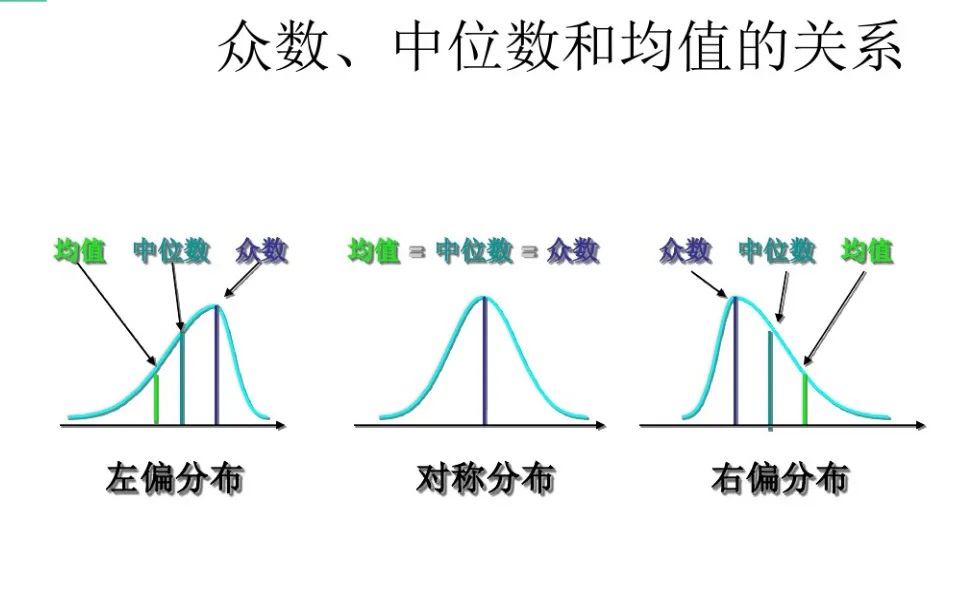 众数、中位数和均值的关系
均值 中位数 众数
均值 = 中位数 = 众数
众数 中位数 均值
左偏分布
对称分布
右偏分布